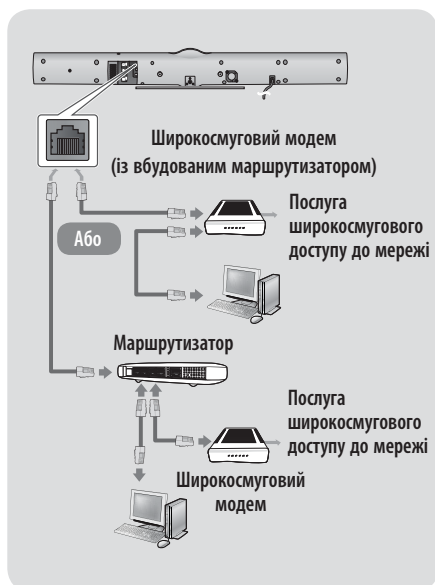 Широкосмуговий модем
(із вбудованим маршрутизатором)
Або
Послуга
широкосмугового
доступу до мережі
Маршрутизатор
Послуга
широкосмугового
доступу до мережі
Широкосмуговий
модем